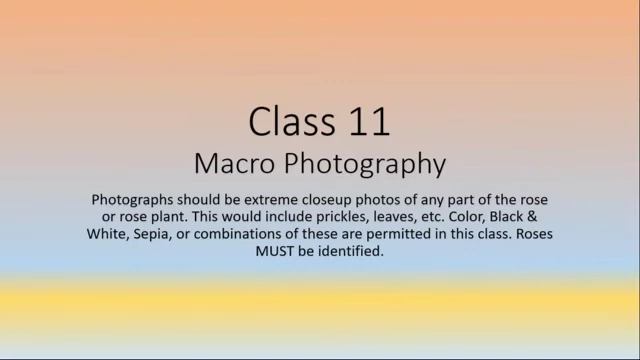 Class 11
Macro Photography
Photographs should be extreme closeup photos of any part of the rose
or rose plant. This would include prickles, leaves, etc. Color, Black &
White, Sepia, or combinations of these are permitted in this class. Roses
MUST be identified.